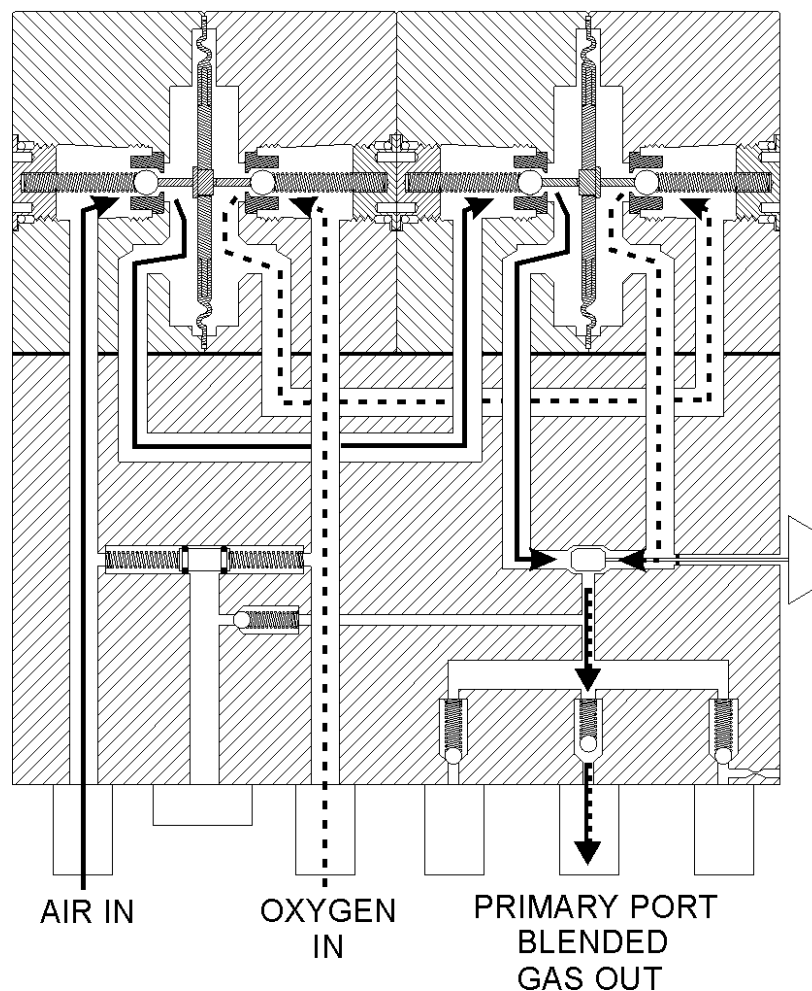 AIR IN
OXYGEN
IN
PRIMARY PORT
BLENDED
GAS OUT